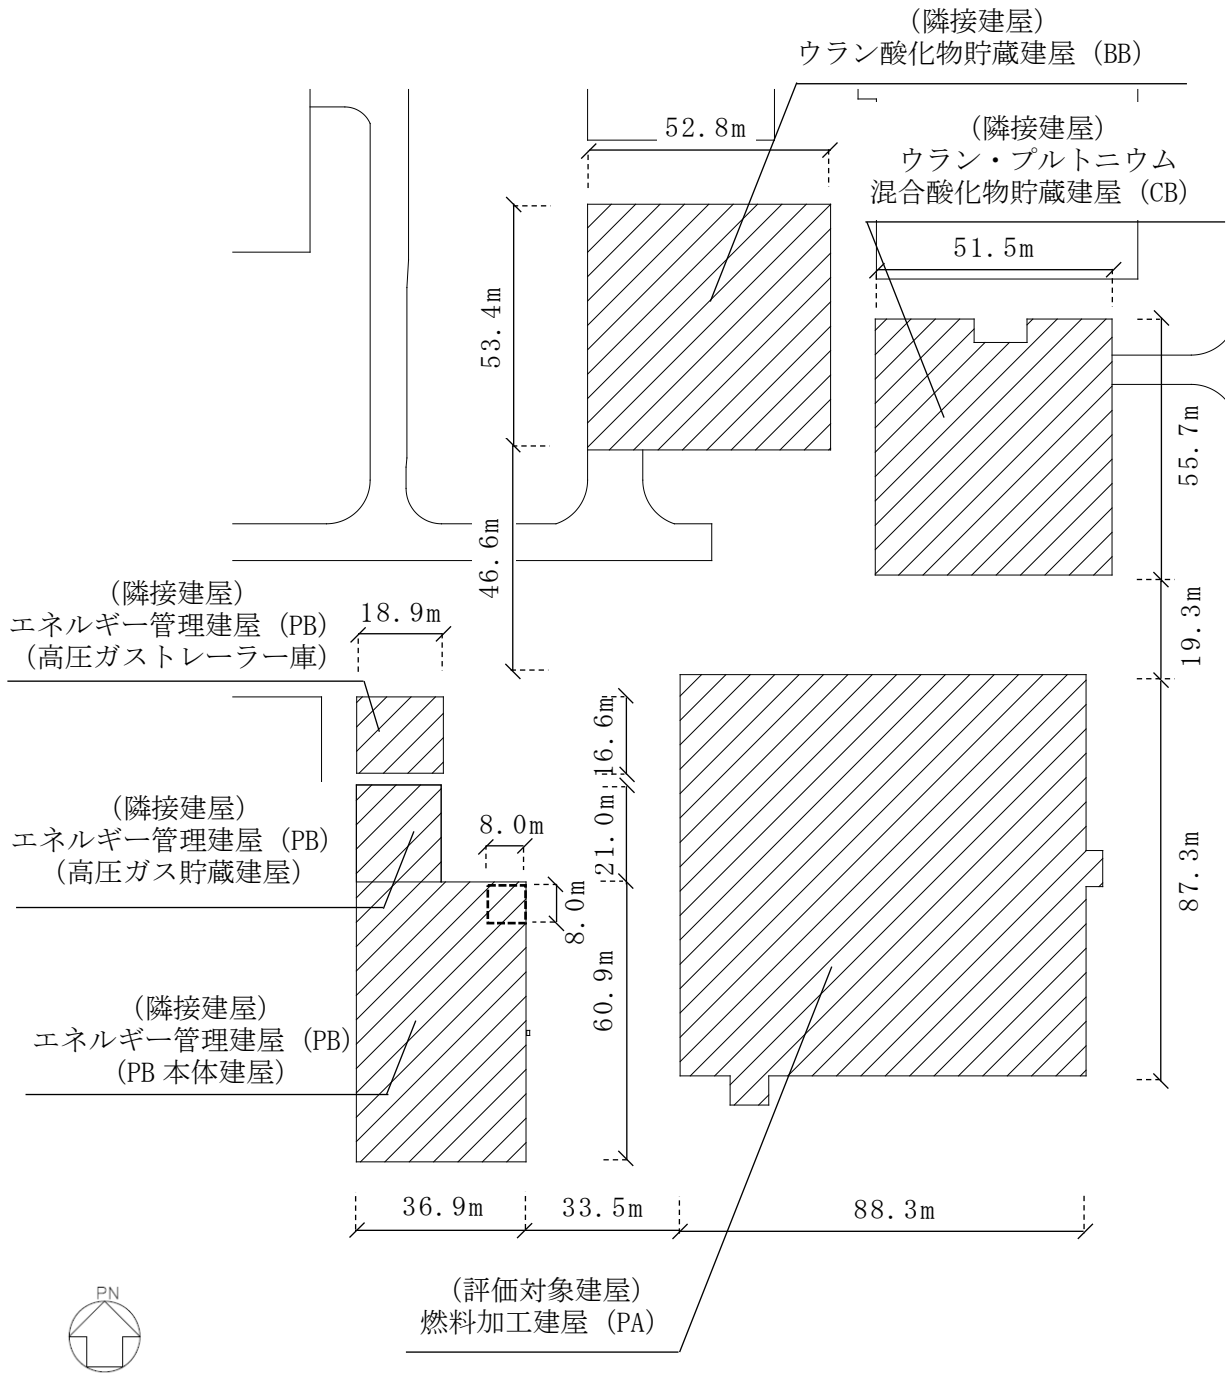 (隣接建屋)
ウラン酸化物貯蔵建屋 (BB)
52.8m
(隣接建屋)
ウラン・プルトニウム
混合酸化物貯蔵建屋 (CB)
51.5m
53.4m
55.7m
46.6m
19.3m
(隣接建屋)
エネルギー管理建屋 (PB)
(高圧ガストレーラー庫)
18.9m
16.6m
(隣接建屋)
エネルギー管理建屋 (PB)
(高圧ガス貯蔵建屋)
8.0m
21.0m
8.0m
87.3m
60.9m
(隣接建屋)
エネルギー管理建屋 (PB)
(PB 本体建屋)
36.9m
33.5m
88.3m
(評価対象建屋)
燃料加工建屋 (PA)
PN